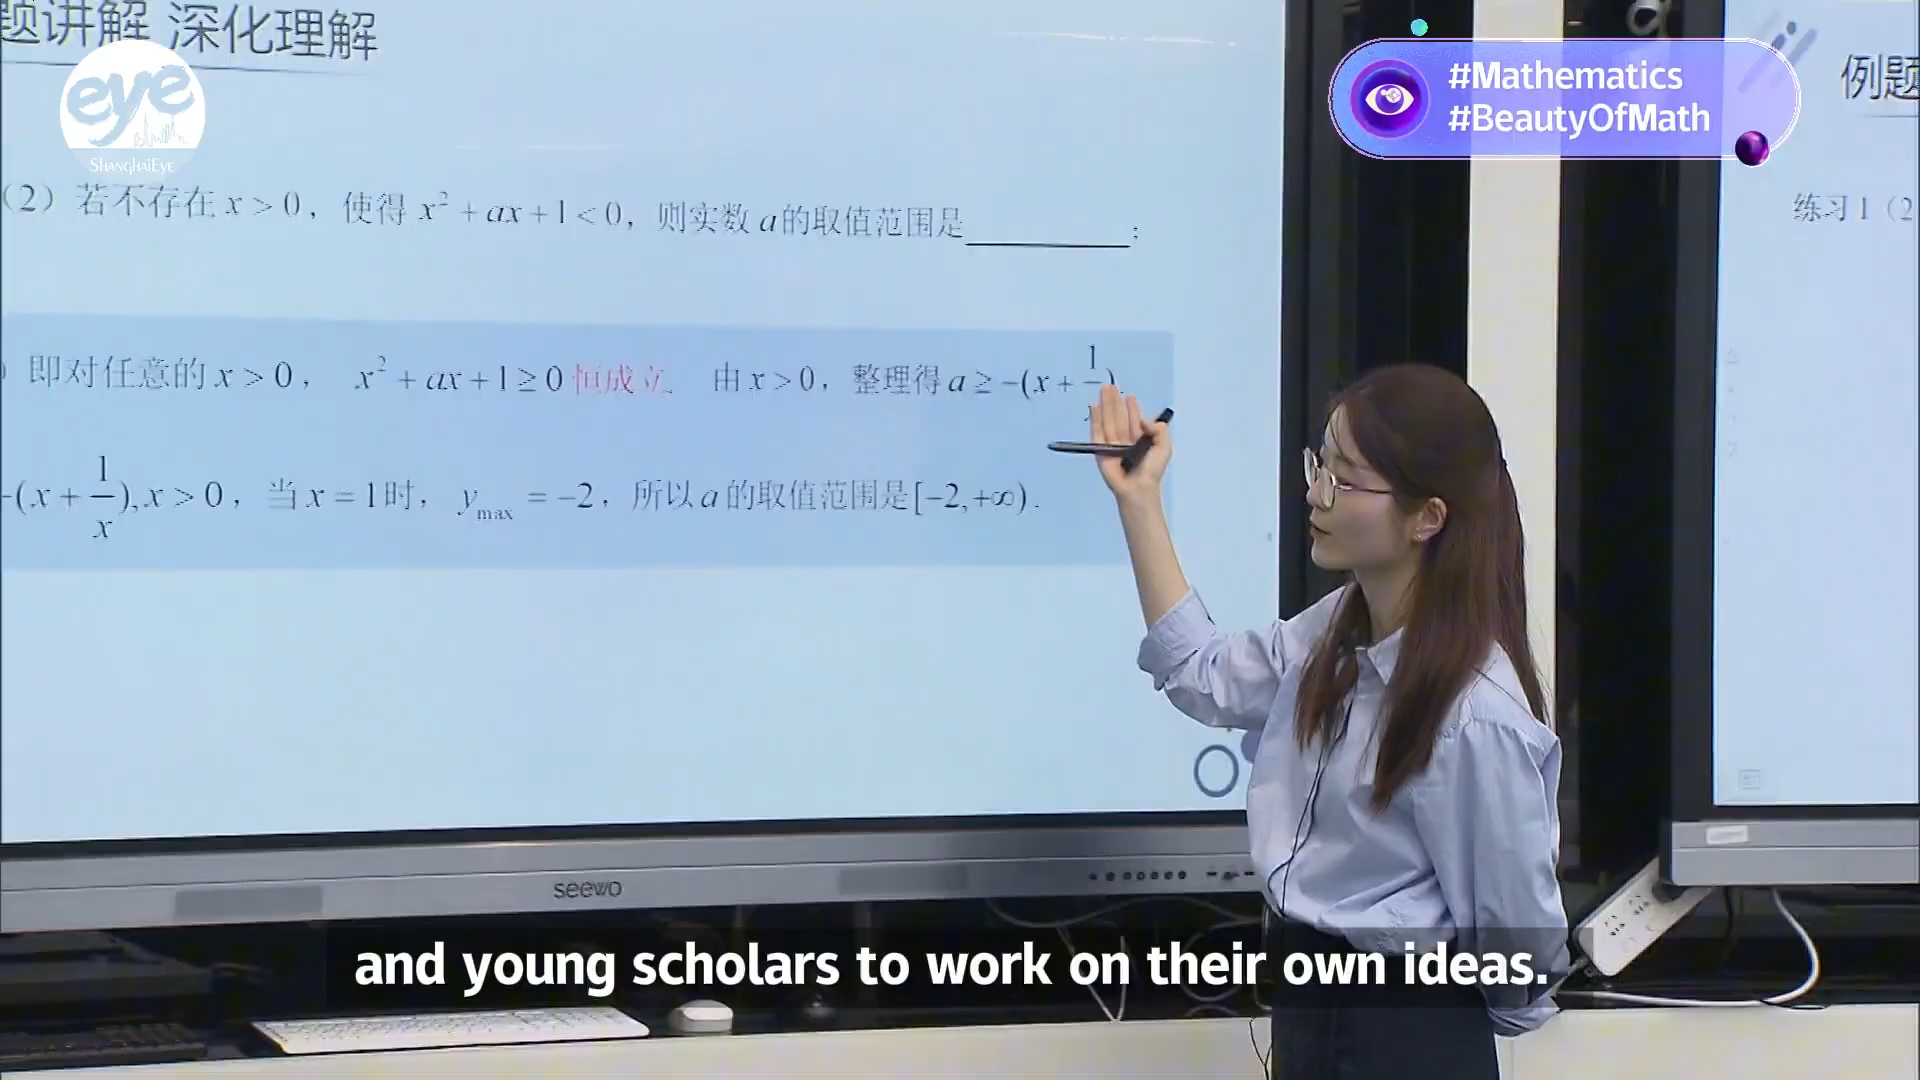 题讲解 深化理解
eye
SHANGHAIEYE
#Mathematics
#BeautyOfMath
例题
(2) 若不存在 x > 0, 使得 x² + ax + 1 < 0, 则实数 a 的取值范围是________;
练习1(2
即对任意的 x > 0, x² + ax + 1 ≥ 0 恒成立 由 x > 0, 整理得 a ≥ -(x + 1
-(x + 1/x), x > 0, 当 x = 1时, y_max = -2, 所以 a 的取值范围是[-2,+∞).
seewo
and young scholars to work on their own ideas.